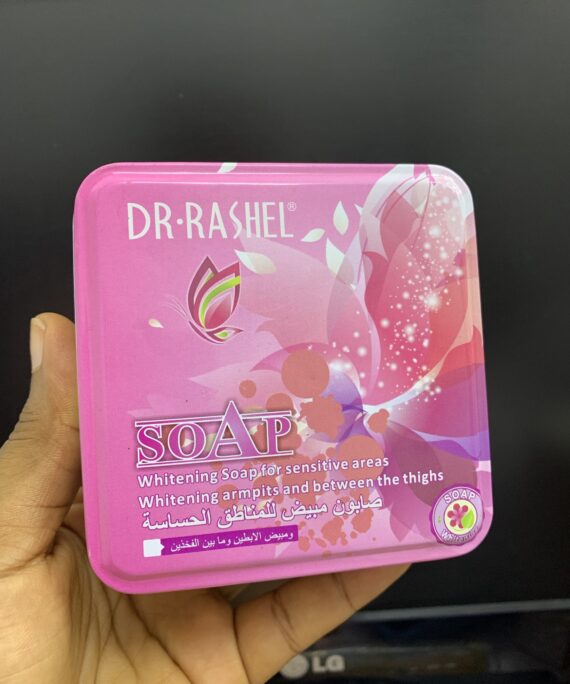 DR·RASHEL®
SOAP
Whitening Soap for sensitive areas
Whitening armpits and between the thighs
صابون مبيض للمناطق الحساسة
ومبيض الابطين وما بين الفخذين
SOAP
LG